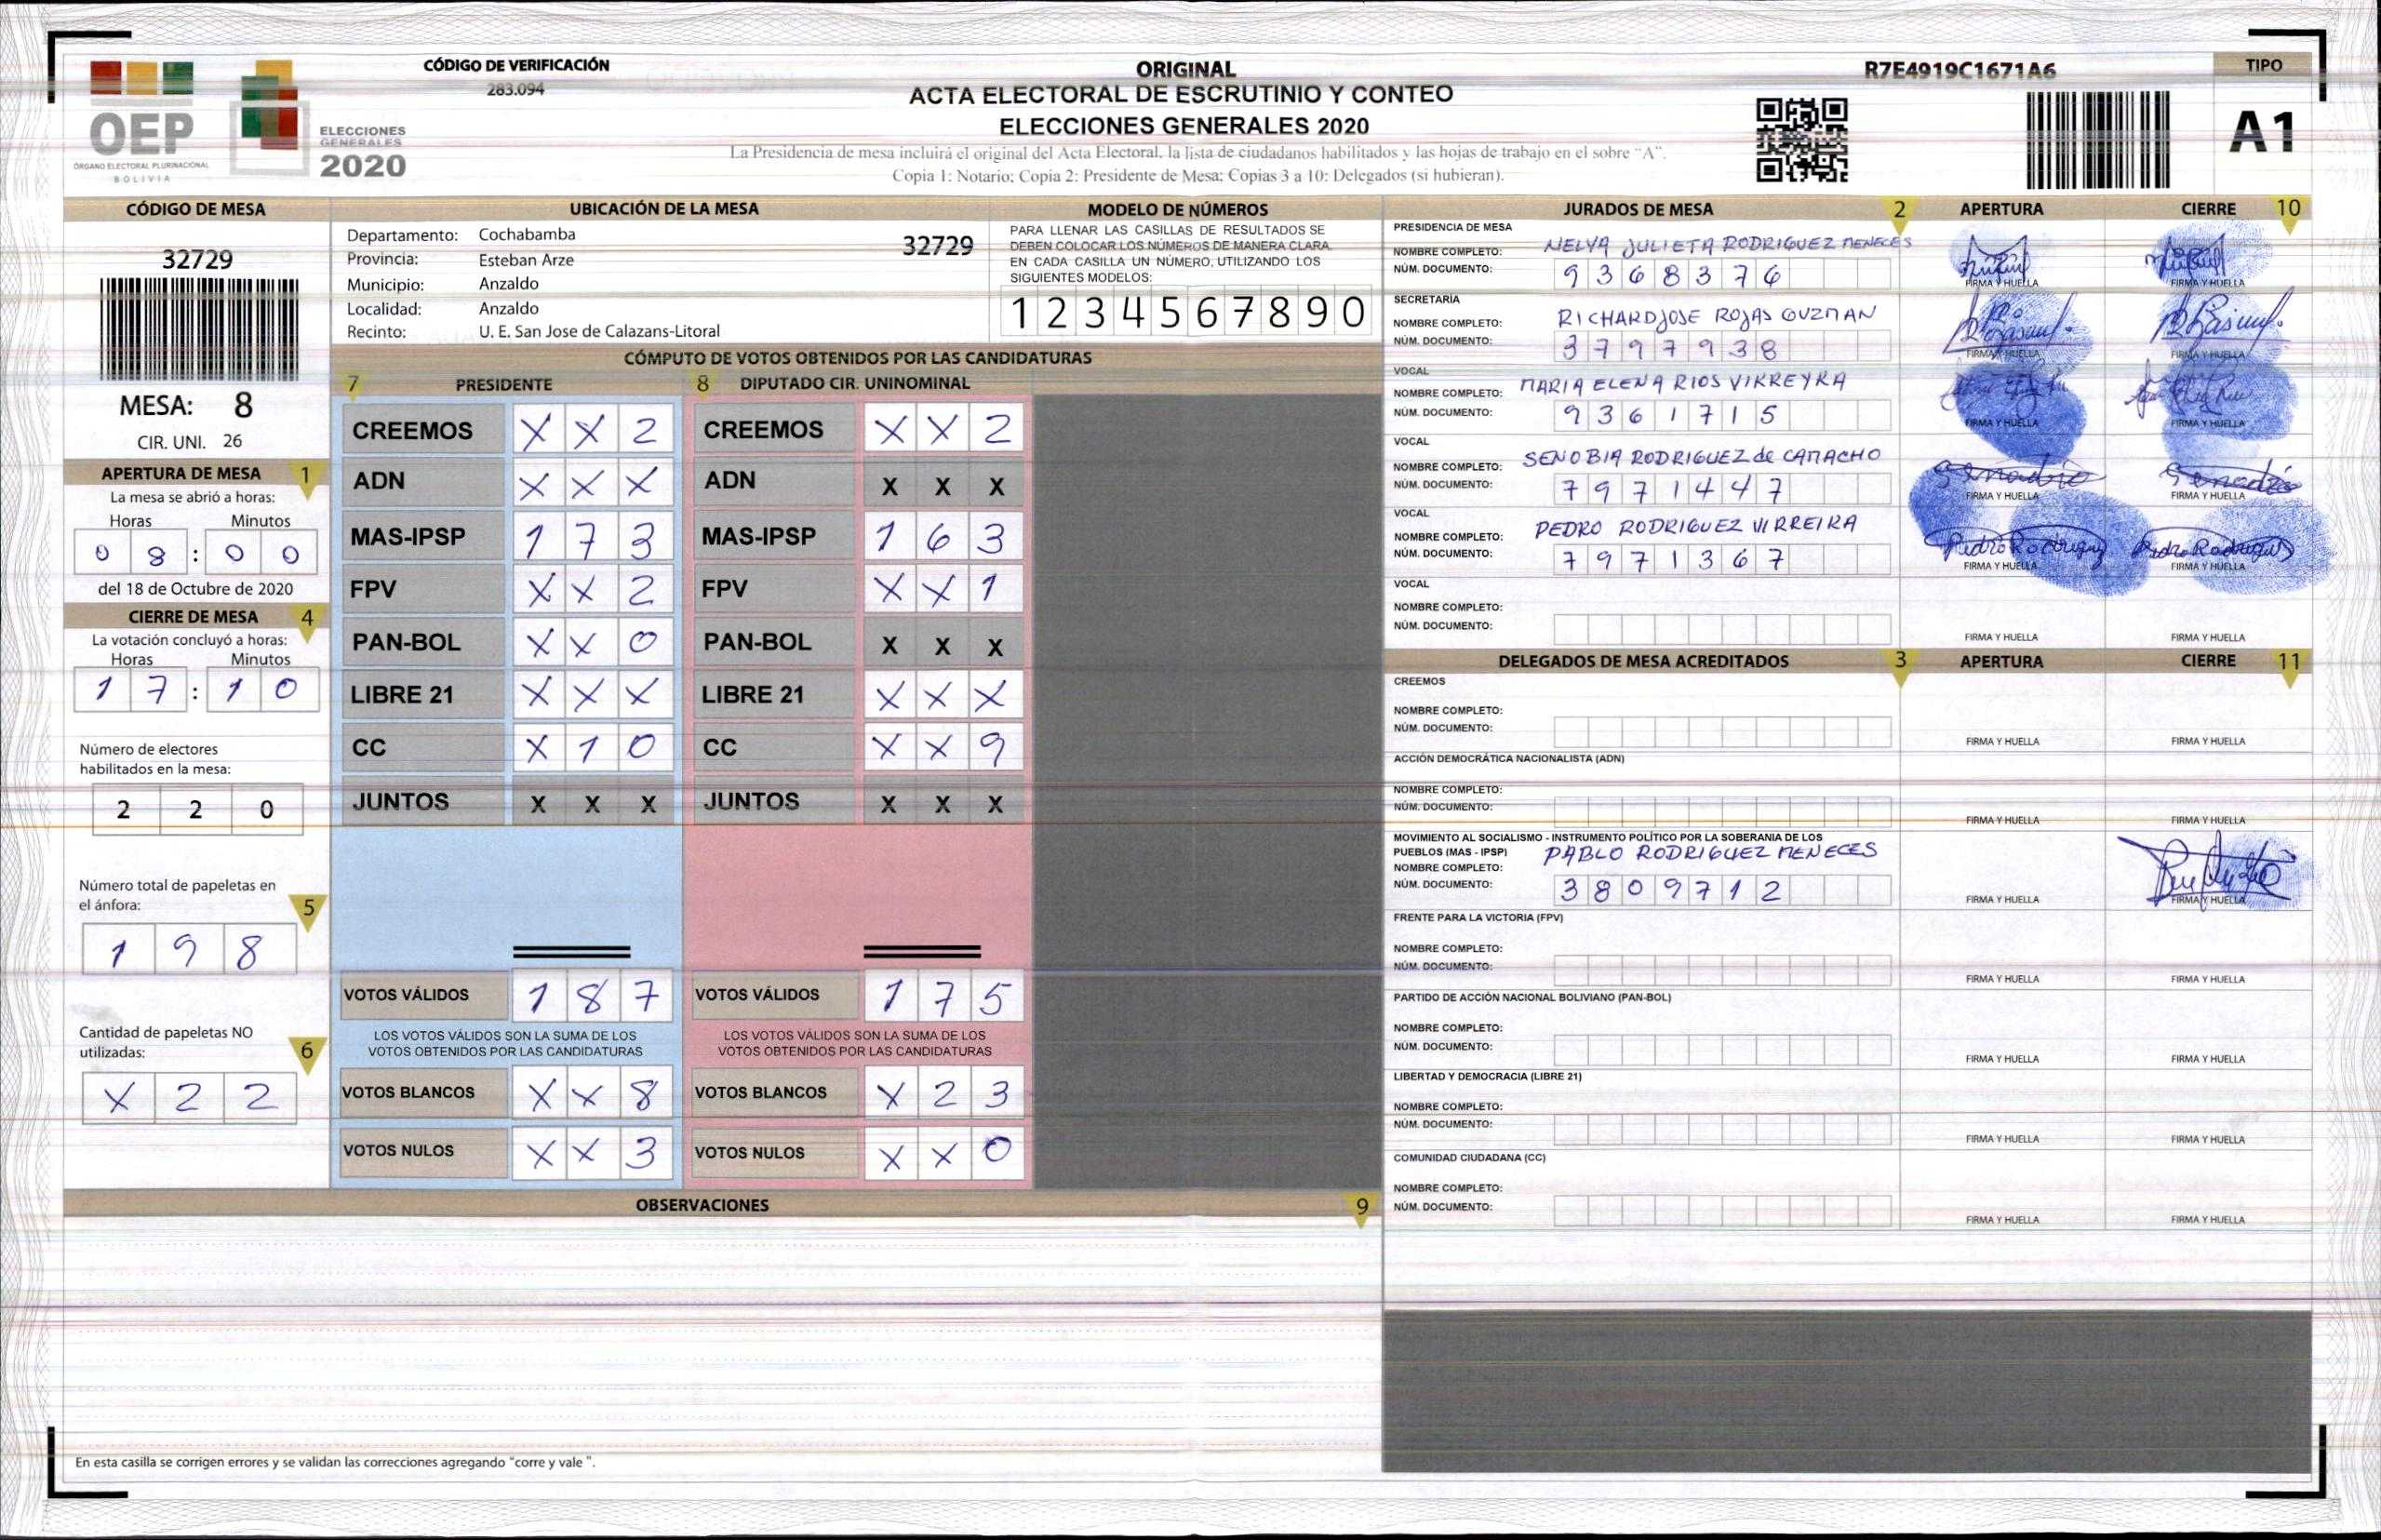 CÓDIGO DE VERIFICACIÓN
283.094
ORIGINAL
ACTA ELECTORAL DE ESCRUTINIO Y CONTEO
ELECCIONES GENERALES 2020
La Presidencia de mesa incluirá el original del Acta Electoral, la lista de ciudadanos habilitados y las hojas de trabajo en el sobre "A".
Copia 1: Notario; Copia 2: Presidente de Mesa; Copias 3 a 10: Delegados (si hubieran).
R7E4919C1671A6
TIPO
A1
OEP
ÓRGANO ELECTORAL PLURINACIONAL
BOLIVIA
ELECCIONES
GENERALES
2020
CÓDIGO DE MESA
32729
MESA: 8
CIR. UNI. 26
APERTURA DE MESA 1
La mesa se abrió a horas:
Horas Minutos
0 8 : 0 0
del 18 de Octubre de 2020
CIERRE DE MESA 4
La votación concluyó a horas:
Horas Minutos
1 7 : 1 0
Número de electores
habilitados en la mesa:
2 2 0
Número total de papeletas en
el ánfora: 5
1 9 8
Cantidad de papeletas NO
utilizadas: 6
X 2 2
UBICACIÓN DE LA MESA
Departamento: Cochabamba 32729
Provincia: Esteban Arze
Municipio: Anzaldo
Localidad: Anzaldo
Recinto: U. E. San Jose de Calazans-Litoral
MODELO DE NÚMEROS
PARA LLENAR LAS CASILLAS DE RESULTADOS SE
DEBEN COLOCAR LOS NÚMEROS DE MANERA CLARA.
EN CADA CASILLA UN NÚMERO, UTILIZANDO LOS
SIGUIENTES MODELOS:
1 2 3 4 5 6 7 8 9 0
CÓMPUTO DE VOTOS OBTENIDOS POR LAS CANDIDATURAS
7 PRESIDENTE 8 DIPUTADO CIR. UNINOMINAL
CREEMOS X X 2 CREEMOS X X 2
ADN X X X ADN X X X
MAS-IPSP 1 7 3 MAS-IPSP 1 6 3
FPV X X 2 FPV X X 1
PAN-BOL X X 0 PAN-BOL X X X
LIBRE 21 X X X LIBRE 21 X X X
CC X 1 0 CC X X 9
JUNTOS X X X JUNTOS X X X
VOTOS VÁLIDOS 1 8 7 VOTOS VÁLIDOS 1 7 5
LOS VOTOS VÁLIDOS SON LA SUMA DE LOS LOS VOTOS VÁLIDOS SON LA SUMA DE LOS
VOTOS OBTENIDOS POR LAS CANDIDATURAS VOTOS OBTENIDOS POR LAS CANDIDATURAS
VOTOS BLANCOS X X 8 VOTOS BLANCOS X 2 3
VOTOS NULOS X X 3 VOTOS NULOS X X 0
OBSERVACIONES 9
En esta casilla se corrigen errores y se validan las correcciones agregando "corre y vale ".
JURADOS DE MESA 2 APERTURA CIERRE 10
PRESIDENCIA DE MESA
NOMBRE COMPLETO: NELVA JULIETA RODRIGUEZ MENECES
NÚM. DOCUMENTO: 9 3 6 8 3 7 6
FIRMA Y HUELLA FIRMA Y HUELLA
SECRETARÍA
NOMBRE COMPLETO: RICHARD JOSE ROJAS GUZMAN
NÚM. DOCUMENTO: 3 7 9 7 9 3 8
FIRMA Y HUELLA FIRMA Y HUELLA
VOCAL
NOMBRE COMPLETO: MARIA ELENA RIOS VIRREYRA
NÚM. DOCUMENTO: 9 3 6 1 7 1 5
FIRMA Y HUELLA FIRMA Y HUELLA
VOCAL
NOMBRE COMPLETO: SENOBIA RODRIGUEZ de CAMACHO
NÚM. DOCUMENTO: 7 9 7 1 4 4 7
FIRMA Y HUELLA FIRMA Y HUELLA
VOCAL
NOMBRE COMPLETO: PEDRO RODRIGUEZ VIRREIRA
NÚM. DOCUMENTO: 7 9 7 1 3 6 7
Pedro Rodriguez Pedro Rodriguez
FIRMA Y HUELLA FIRMA Y HUELLA
VOCAL
NOMBRE COMPLETO:
NÚM. DOCUMENTO:
FIRMA Y HUELLA FIRMA Y HUELLA
DELEGADOS DE MESA ACREDITADOS 3 APERTURA CIERRE 11
CREEMOS
NOMBRE COMPLETO:
NÚM. DOCUMENTO:
FIRMA Y HUELLA FIRMA Y HUELLA
ACCIÓN DEMOCRÁTICA NACIONALISTA (ADN)
NOMBRE COMPLETO:
NÚM. DOCUMENTO:
FIRMA Y HUELLA FIRMA Y HUELLA
MOVIMIENTO AL SOCIALISMO - INSTRUMENTO POLÍTICO POR LA SOBERANIA DE LOS
PUEBLOS (MAS - IPSP) PABLO RODRIGUEZ MENECES
NOMBRE COMPLETO:
NÚM. DOCUMENTO: 3 8 0 9 7 1 2
FIRMA Y HUELLA FIRMA Y HUELLA
FRENTE PARA LA VICTORIA (FPV)
NOMBRE COMPLETO:
NÚM. DOCUMENTO:
FIRMA Y HUELLA FIRMA Y HUELLA
PARTIDO DE ACCIÓN NACIONAL BOLIVIANO (PAN-BOL)
NOMBRE COMPLETO:
NÚM. DOCUMENTO:
FIRMA Y HUELLA FIRMA Y HUELLA
LIBERTAD Y DEMOCRACIA (LIBRE 21)
NOMBRE COMPLETO:
NÚM. DOCUMENTO:
FIRMA Y HUELLA FIRMA Y HUELLA
COMUNIDAD CIUDADANA (CC)
NOMBRE COMPLETO:
NÚM. DOCUMENTO:
FIRMA Y HUELLA FIRMA Y HUELLA